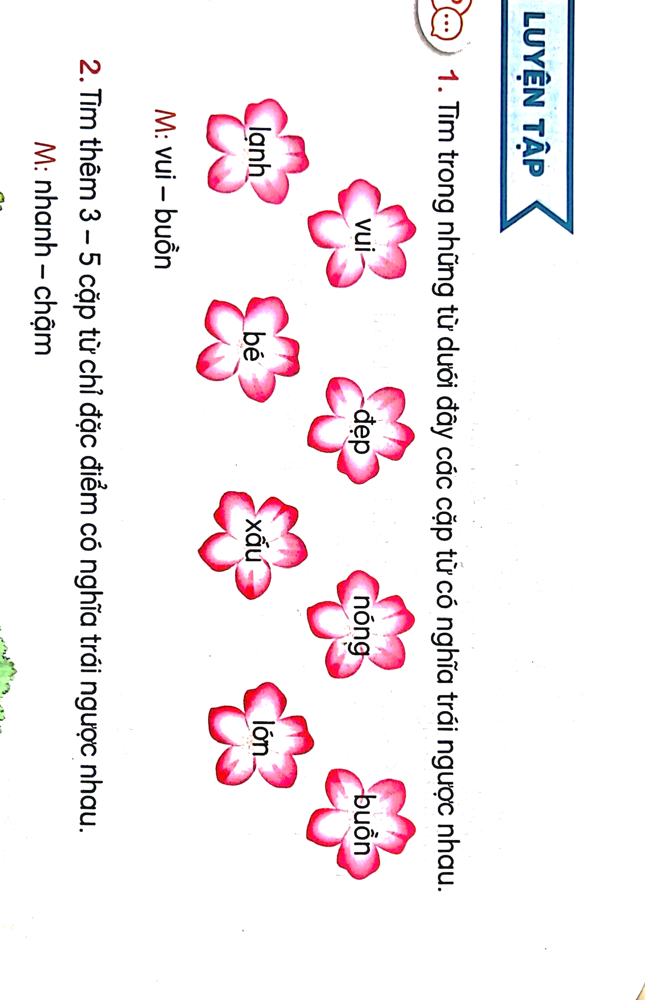 LUYỆN TẬP
1. Tìm trong những từ dưới đây các cặp từ có nghĩa trái ngược nhau.
vui đẹp nóng buồn
lạnh bé xấu lớn
M: vui – buồn
2. Tìm thêm 3 – 5 cặp từ chỉ đặc điểm có nghĩa trái ngược nhau.
M: nhanh – chậm